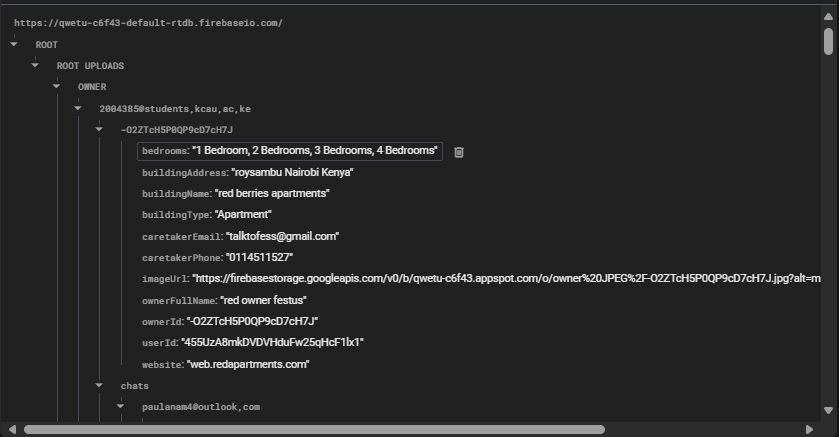 https://qwetu-c6f43-default-rtdb.firebaseio.com/
ROOT
ROOT UPLOADS
OWNER
2004385@students,kcau,ac,ke
-O2ZTcH5P0QP9cD7cH7J
bedrooms: "1 Bedroom, 2 Bedrooms, 3 Bedrooms, 4 Bedrooms"
buildingAddress: "roysambu Nairobi Kenya"
buildingName: "red berries apartments"
buildingType: "Apartment"
caretakerEmail: "talktofess@gmail.com"
caretakerPhone: "0114511527"
imageUrl: "https://firebasestorage.googleapis.com/v0/b/qwetu-c6f43.appspot.com/o/owner%20JPEG%2F-O2ZTcH5P0QP9cD7cH7J.jpg?alt=m
ownerFullName: "red owner festus"
ownerId: "-O2ZTcH5P0QP9cD7cH7J"
userId: "455UzA8mkDVDVHduFw25qHcF1lx1"
website: "web.redapartments.com"
chats
paulanam4@outlook,com